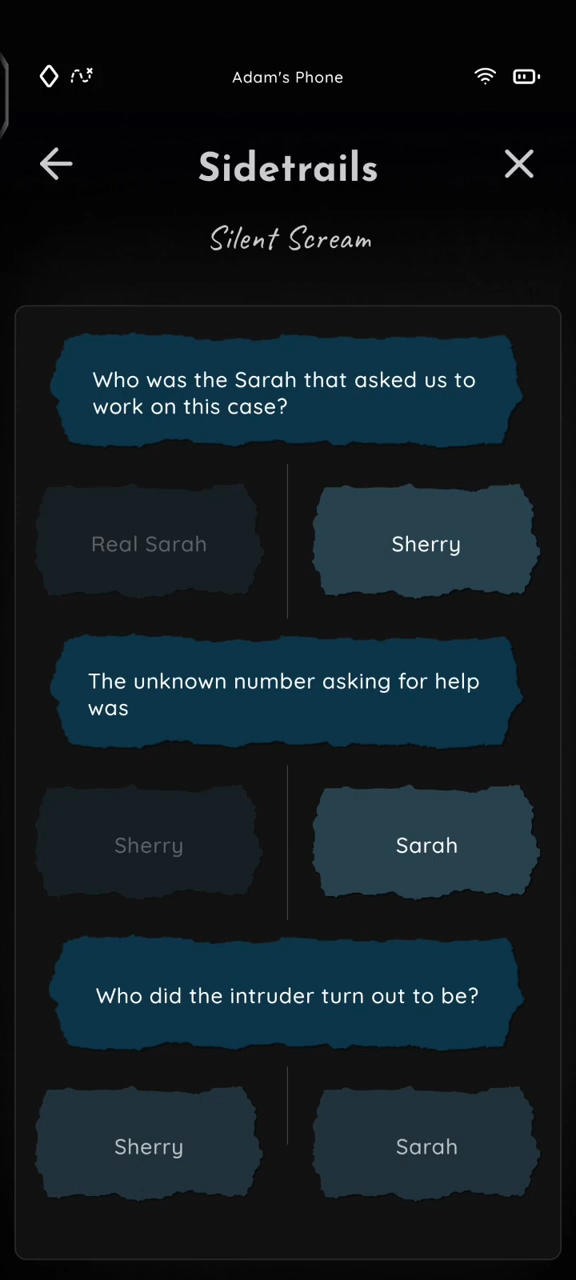 Adam's Phone
Sidetrails
Silent Scream
Who was the Sarah that asked us to
work on this case?
Real Sarah
Sherry
The unknown number asking for help
was
Sherry
Sarah
Who did the intruder turn out to be?
Sherry
Sarah